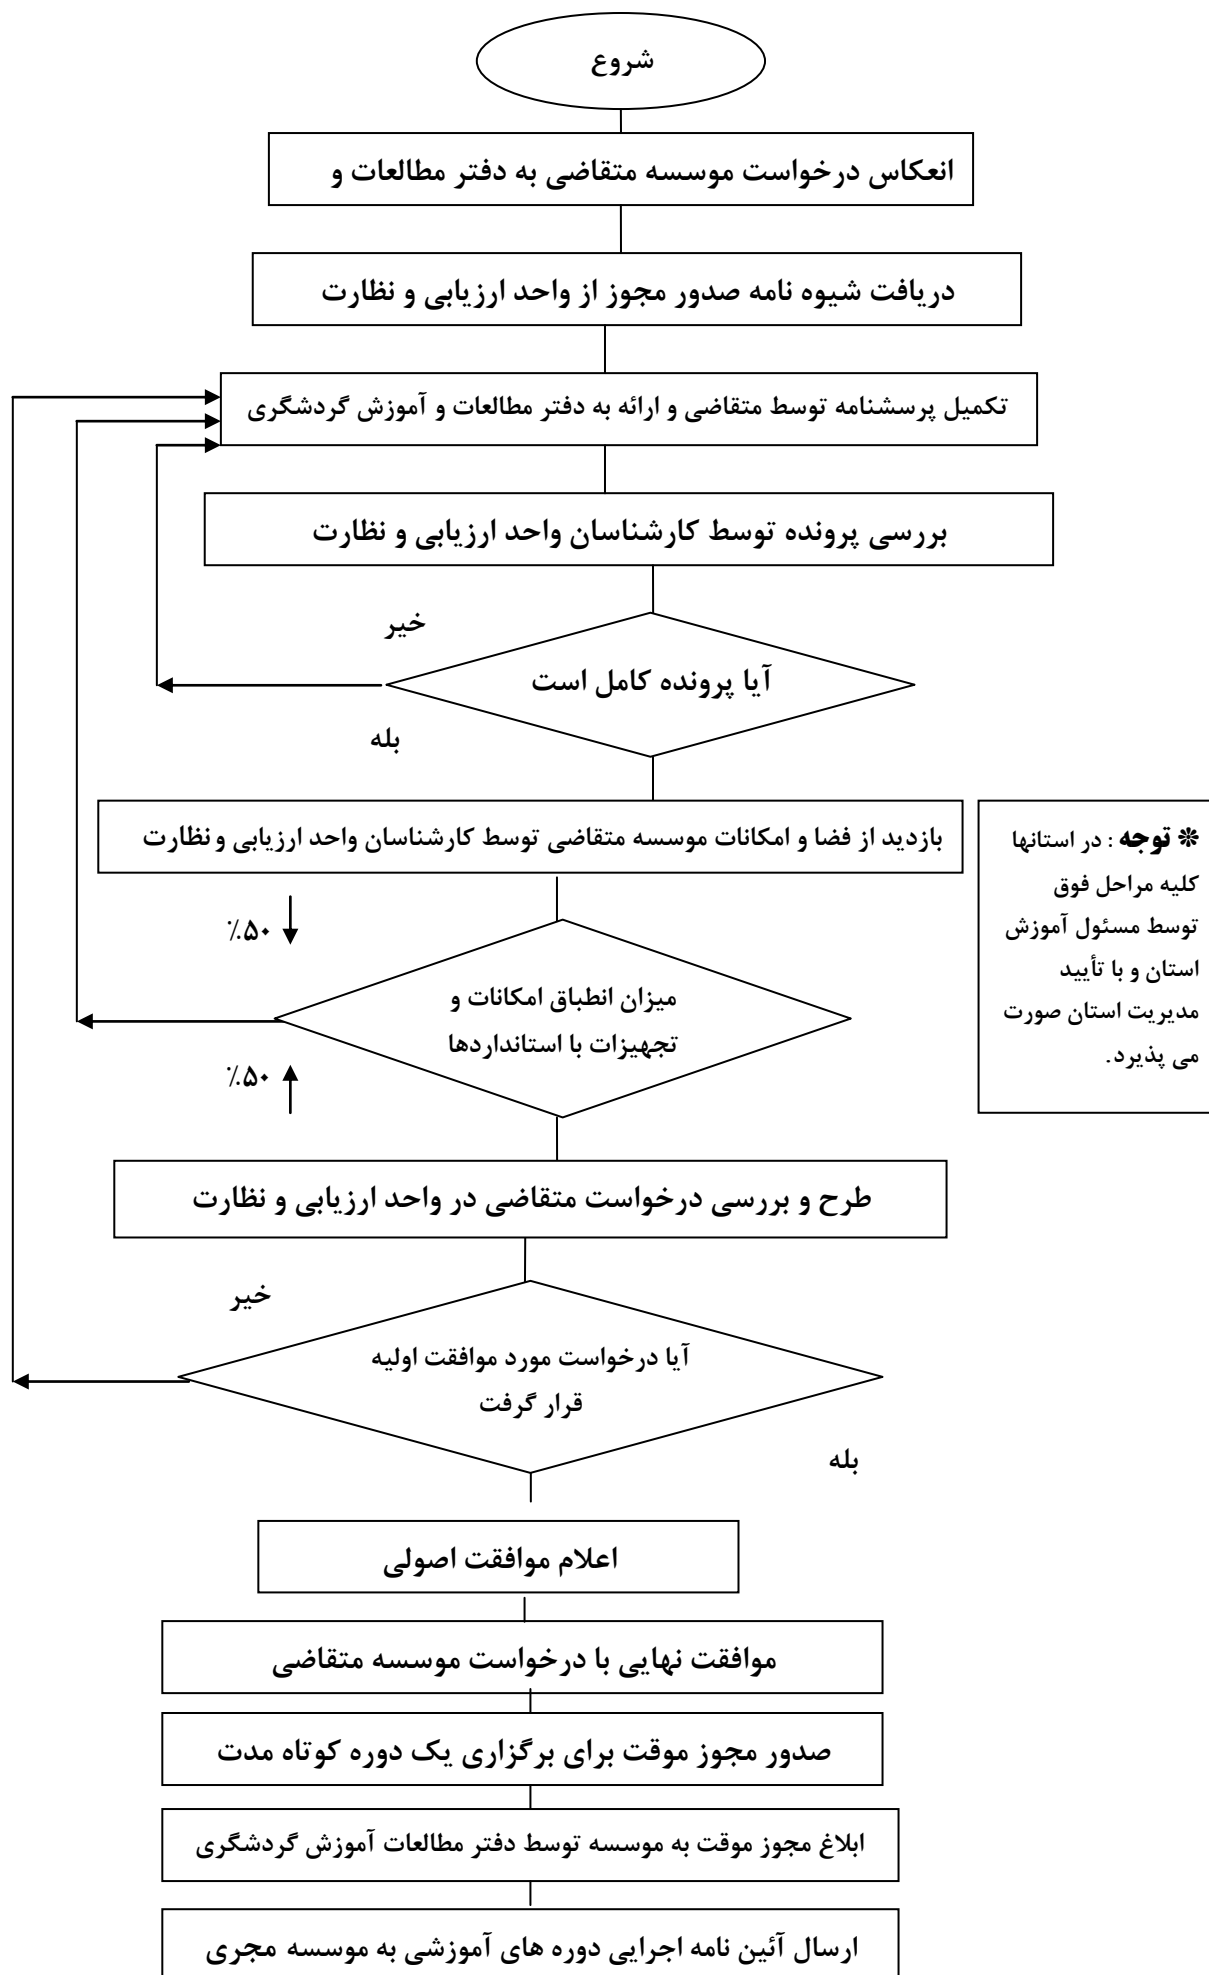 شروع
انعکاس درخواست موسسه متقاضی به دفتر مطالعات و
دریافت شیوه نامه صدور مجوز از واحد ارزیابی و نظارت
تکمیل پرسشنامه توسط متقاضی و ارائه به دفتر مطالعات و آموزش گردشگری
بررسی پرونده توسط کارشناسان واحد ارزیابی و نظارت
خیر
آیا پرونده کامل است
بله
بازدید از فضا و امکانات موسسه متقاضی توسط کارشناسان واحد ارزیابی و نظارت
❊ توجه : در استانها
کلیه مراحل فوق
توسط مسئول آموزش
استان و با تأیید
مدیریت استان صورت
می پذیرد.
٪۵۰
میزان انطباق امکانات و
تجهیزات با استانداردها
٪۵۰
طرح و بررسی درخواست متقاضی در واحد ارزیابی و نظارت
خیر
آیا درخواست مورد موافقت اولیه
قرار گرفت
بله
اعلام موافقت اصولی
موافقت نهایی با درخواست موسسه متقاضی
صدور مجوز موقت برای برگزاری یک دوره کوتاه مدت
ابلاغ مجوز موقت به موسسه توسط دفتر مطالعات آموزش گردشگری
ارسال آئین نامه اجرایی دوره های آموزشی به موسسه مجری